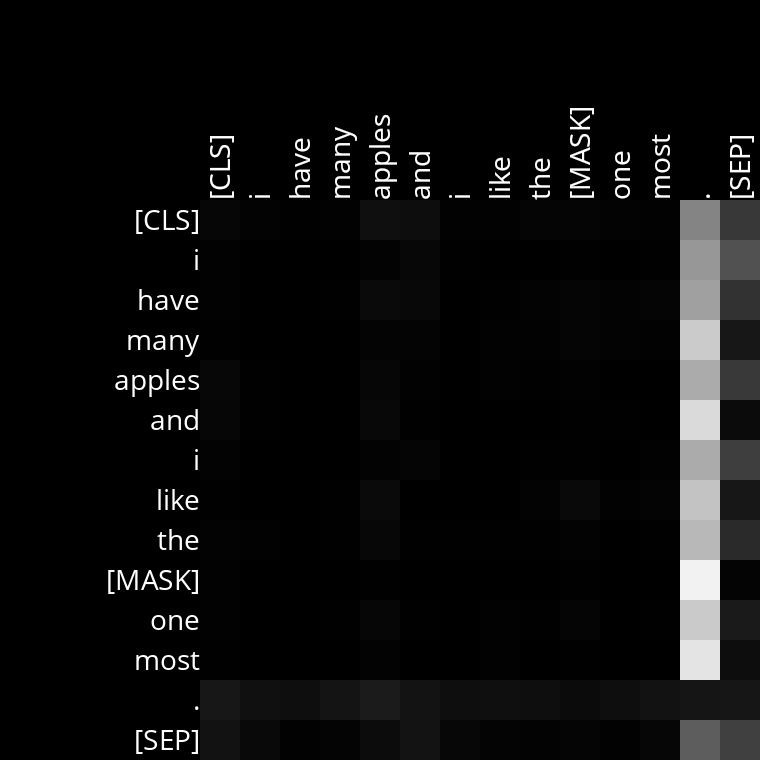 [CLS] i have many apples and i like the [MASK] one most . [SEP]
[CLS]
i
have
many
apples
and
i
like
the
[MASK]
one
most
.
[SEP]